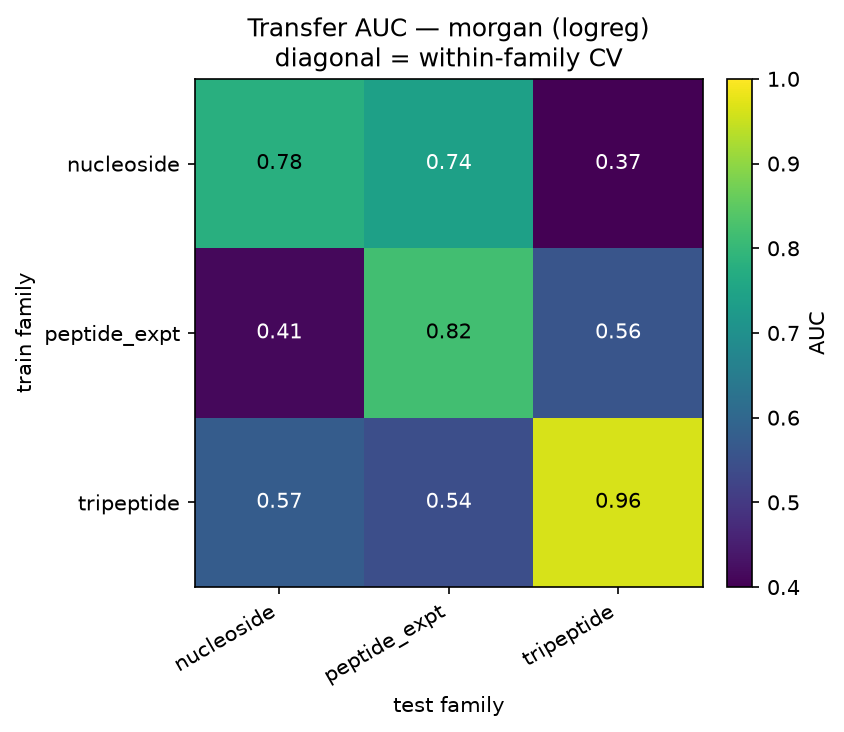 Transfer AUC — morgan (logreg)
diagonal = within-family CV
train family
nucleoside
0.78 0.74 0.37
peptide_expt
0.41 0.82 0.56
tripeptide
0.57 0.54 0.96
nucleoside
peptide_expt
tripeptide
test family
1.0
0.9
0.8
0.7
0.6
0.5
0.4
AUC